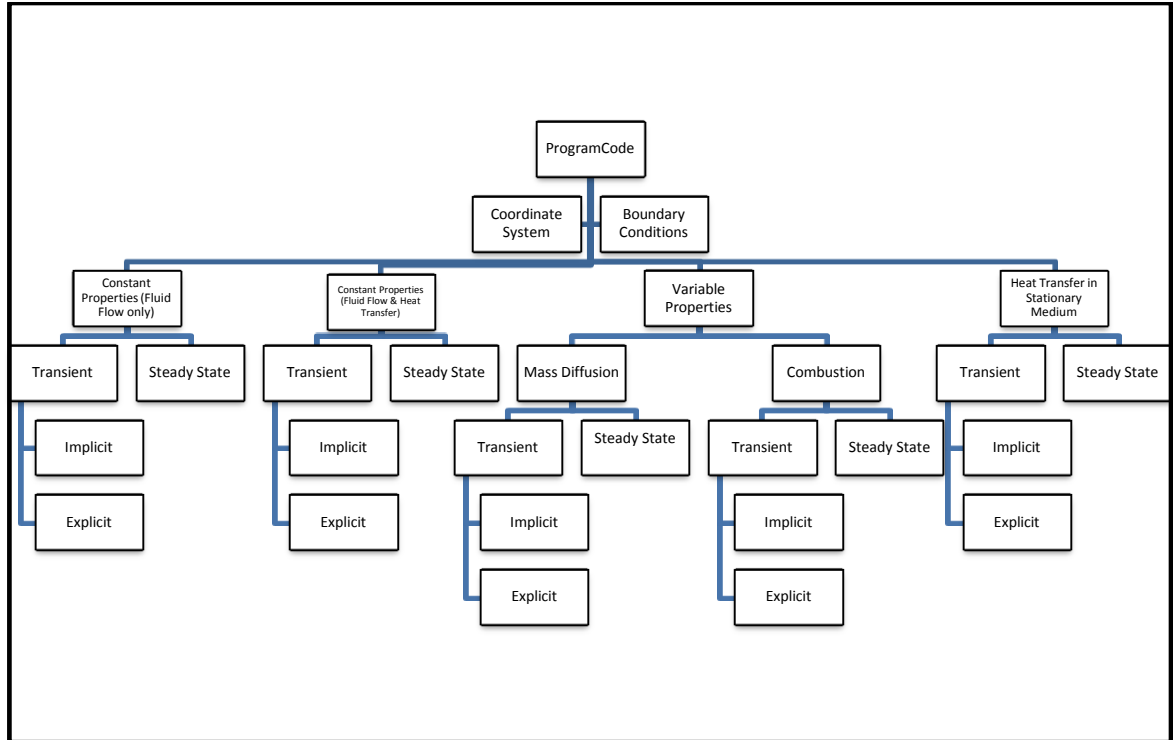 ProgramCode
Coordinate
System
Boundary
Conditions
Constant
Properties (Fluid
Flow only)
Constant Properties
(Fluid Flow & Heat
Transfer)
Variable
Properties
Heat Transfer in
Stationary
Medium
Transient
Steady State
Transient
Steady State
Mass Diffusion
Combustion
Transient
Steady State
Implicit
Implicit
Transient
Steady State
Transient
Steady State
Implicit
Explicit
Explicit
Implicit
Implicit
Explicit
Explicit
Explicit